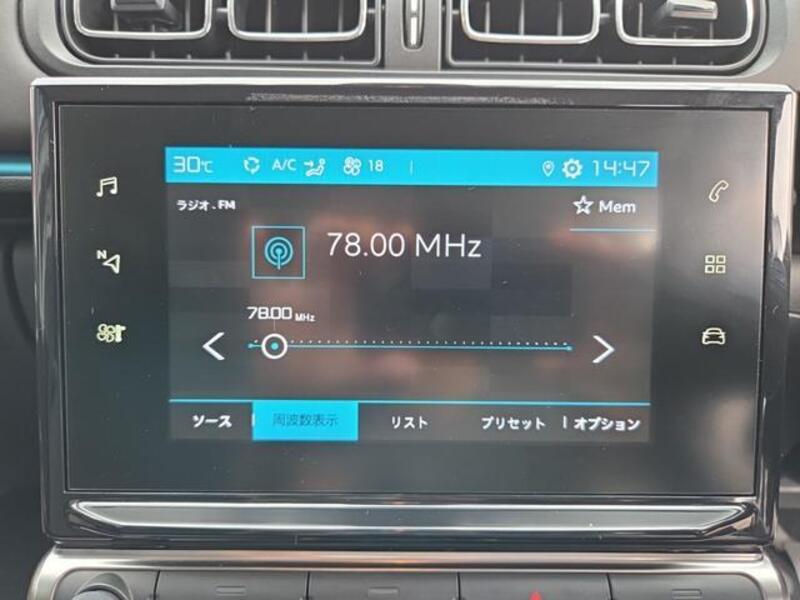 30℃ A/C 18 14:47
ラジオ、FM Mem
78.00 MHz
78.00 MHz
N
ソース 周波数表示 リスト プリセット オプション